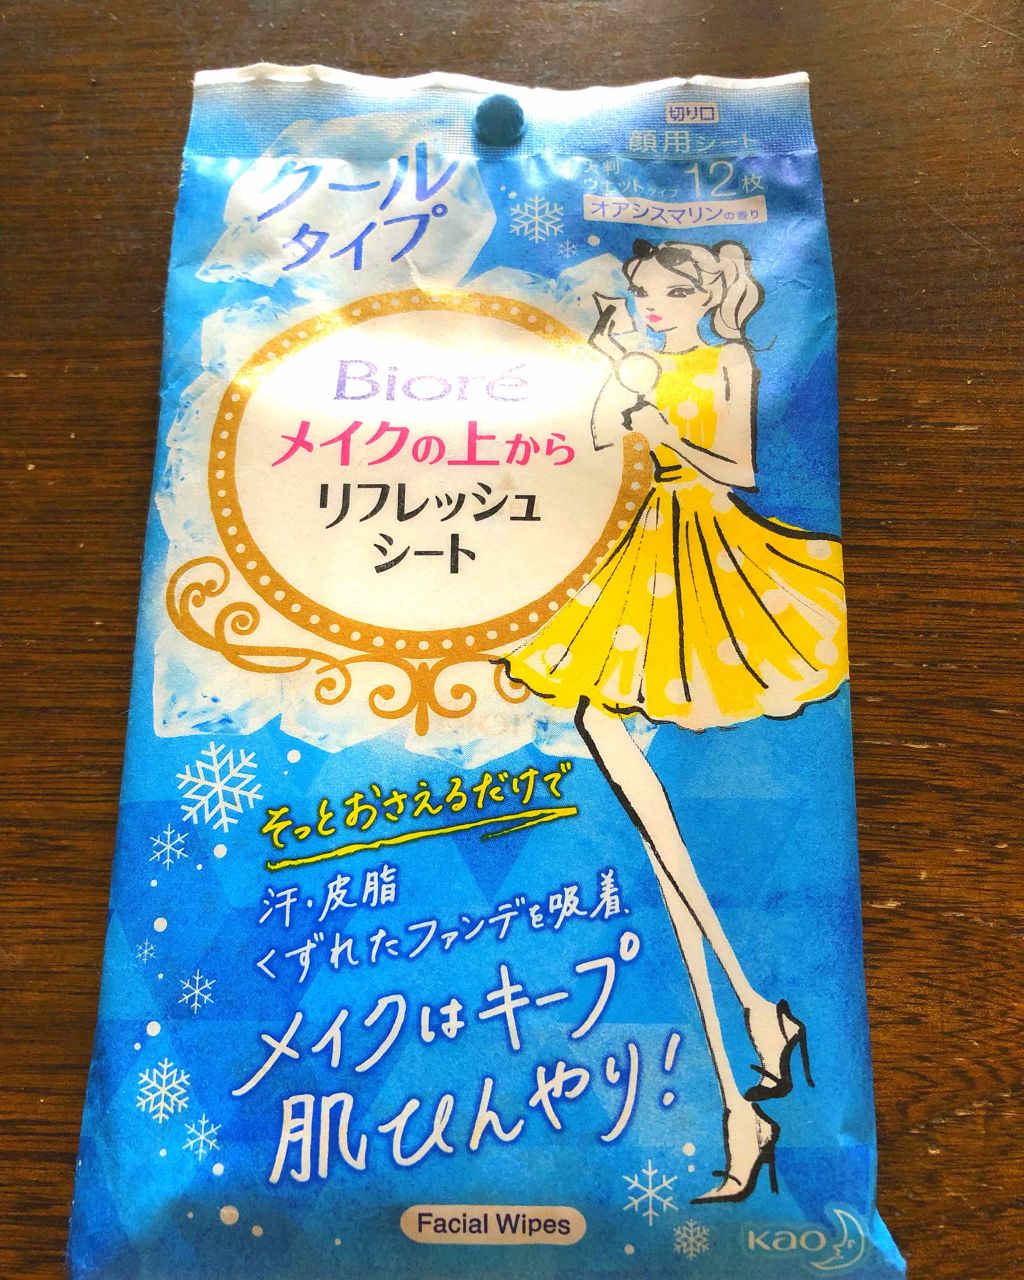 切り口
顔用シート
大判
ウェットタイプ 12枚
オアシスマリンの香り
クール
タイプ
Bioré
メイクの上から
リフレッシュ
シート
そっとおさえるだけで
汗・皮脂
くずれたファンデを吸着、
メイクはキープ
肌ひんやり!
Facial Wipes
Kao